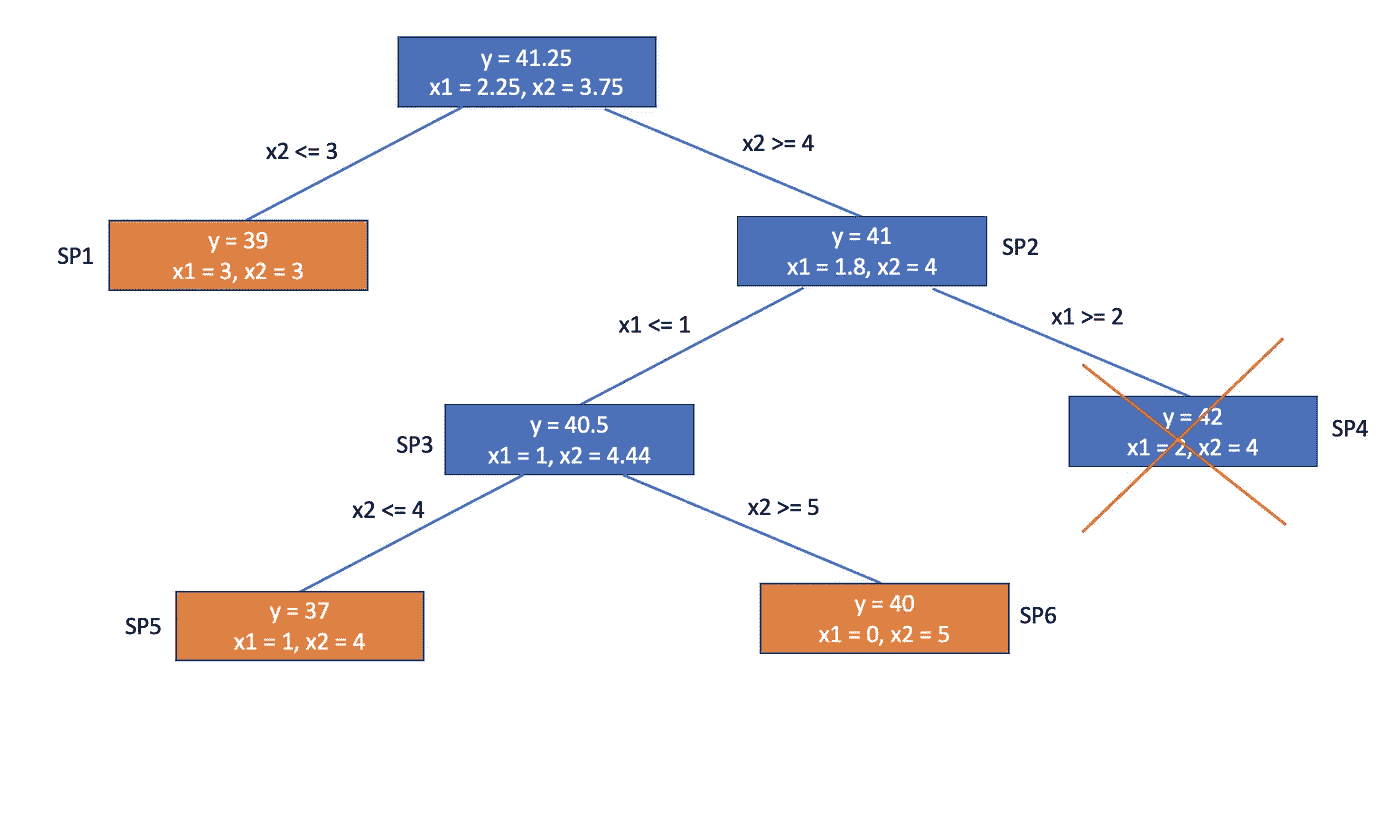 y = 41.25
x1 = 2.25, x2 = 3.75
x2 <= 3
x2 >= 4
SP1
y = 39
x1 = 3, x2 = 3
y = 41
x1 = 1.8, x2 = 4
SP2
x1 <= 1
x1 >= 2
SP3
y = 40.5
x1 = 1, x2 = 4.44
y = 42
x1 = 2, x2 = 4
SP4
x2 <= 4
x2 >= 5
SP5
y = 37
x1 = 1, x2 = 4
y = 40
x1 = 0, x2 = 5
SP6